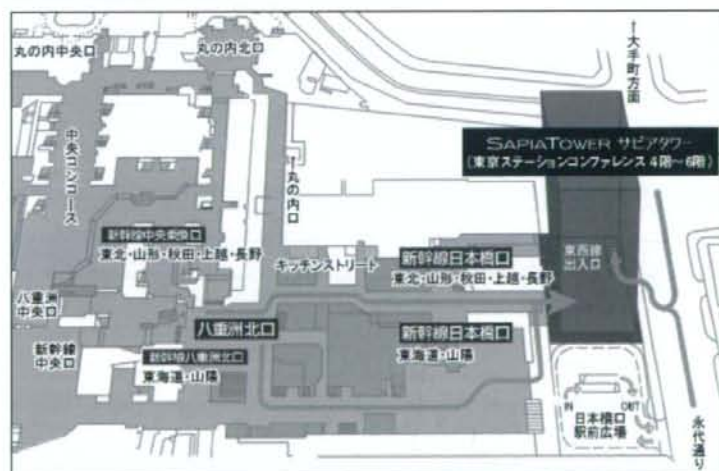 丸の内中央口
丸の内北口
↑大手町方面
SAPIATOWER サピアタワー
(東京ステーションコンファレンス 4階〜6階)
中央コンコース
↑丸の内口
新幹線中央乗換口
東北・山形・秋田・上越・長野
キッチンストリート
新幹線日本橋口
東北・山形・秋田・上越・長野
東西線
出入口
八重洲
中央口
八重洲北口
新幹線
中央口
新幹線八重洲北口
東海道・山陽
新幹線日本橋口
東海道・山陽
IN
OUT
日本橋口
駅前広場
永代通り